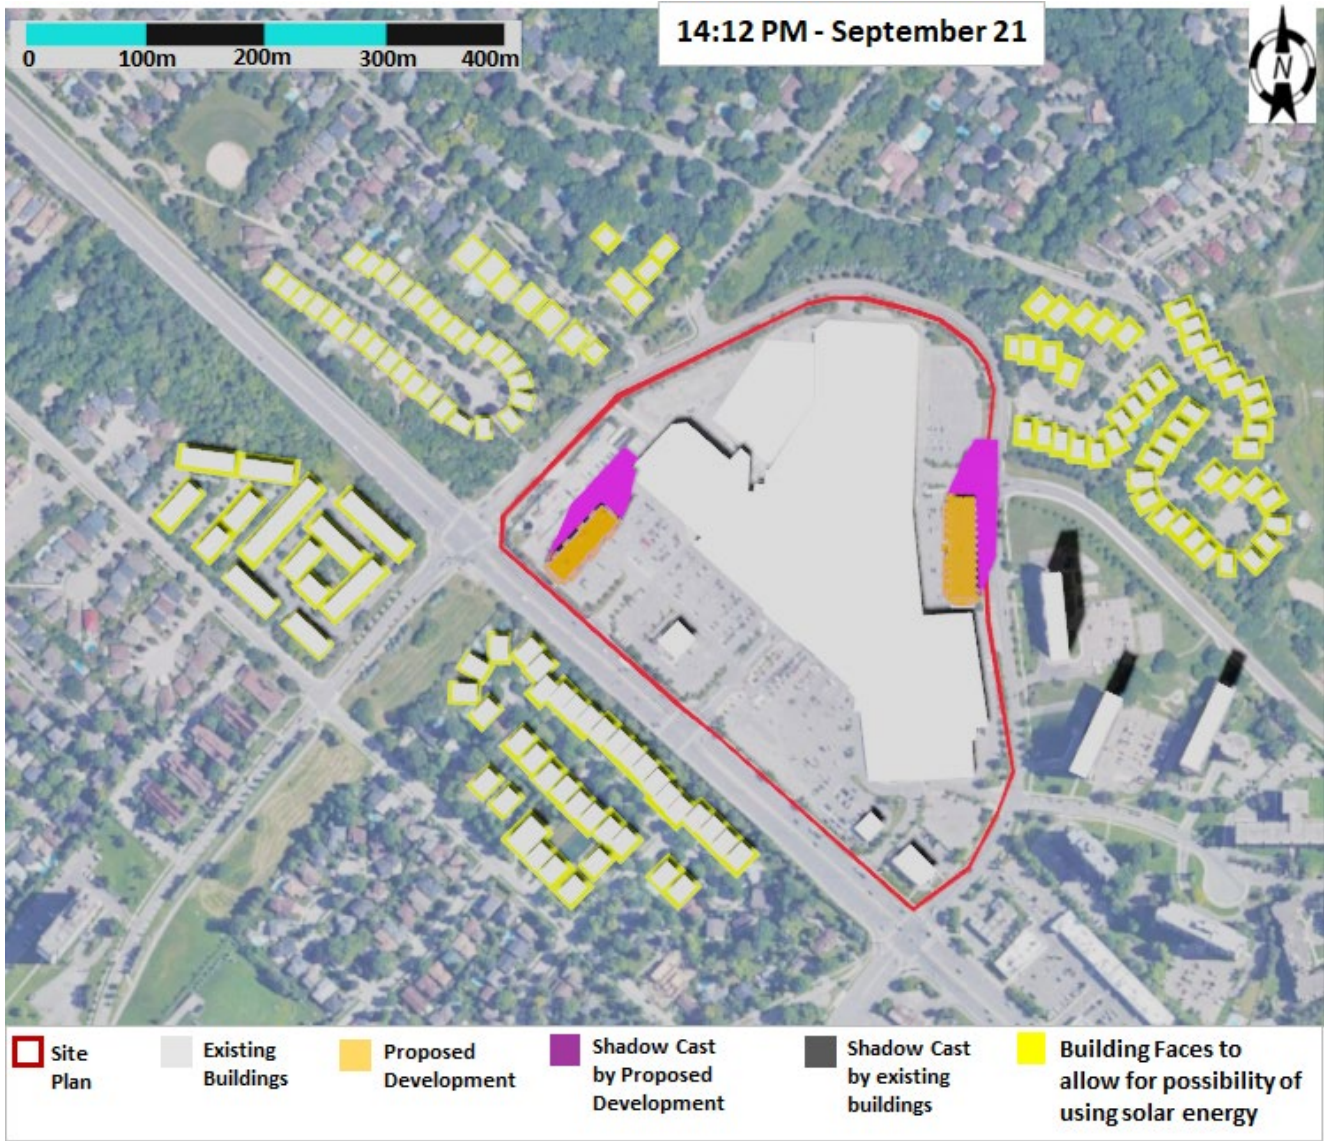 14:12 PM - September 21
0 100m 200m 300m 400m
N
Site
Plan
Existing
Buildings
Proposed
Development
Shadow Cast
by Proposed
Development
Shadow Cast
by existing
buildings
Building Faces to
allow for possibility of
using solar energy